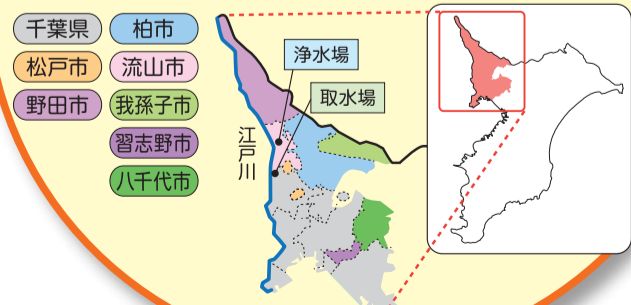 千葉県
柏市
松戸市
流山市
野田市
我孫子市
習志野市
八千代市
浄水場
取水場
江戸川